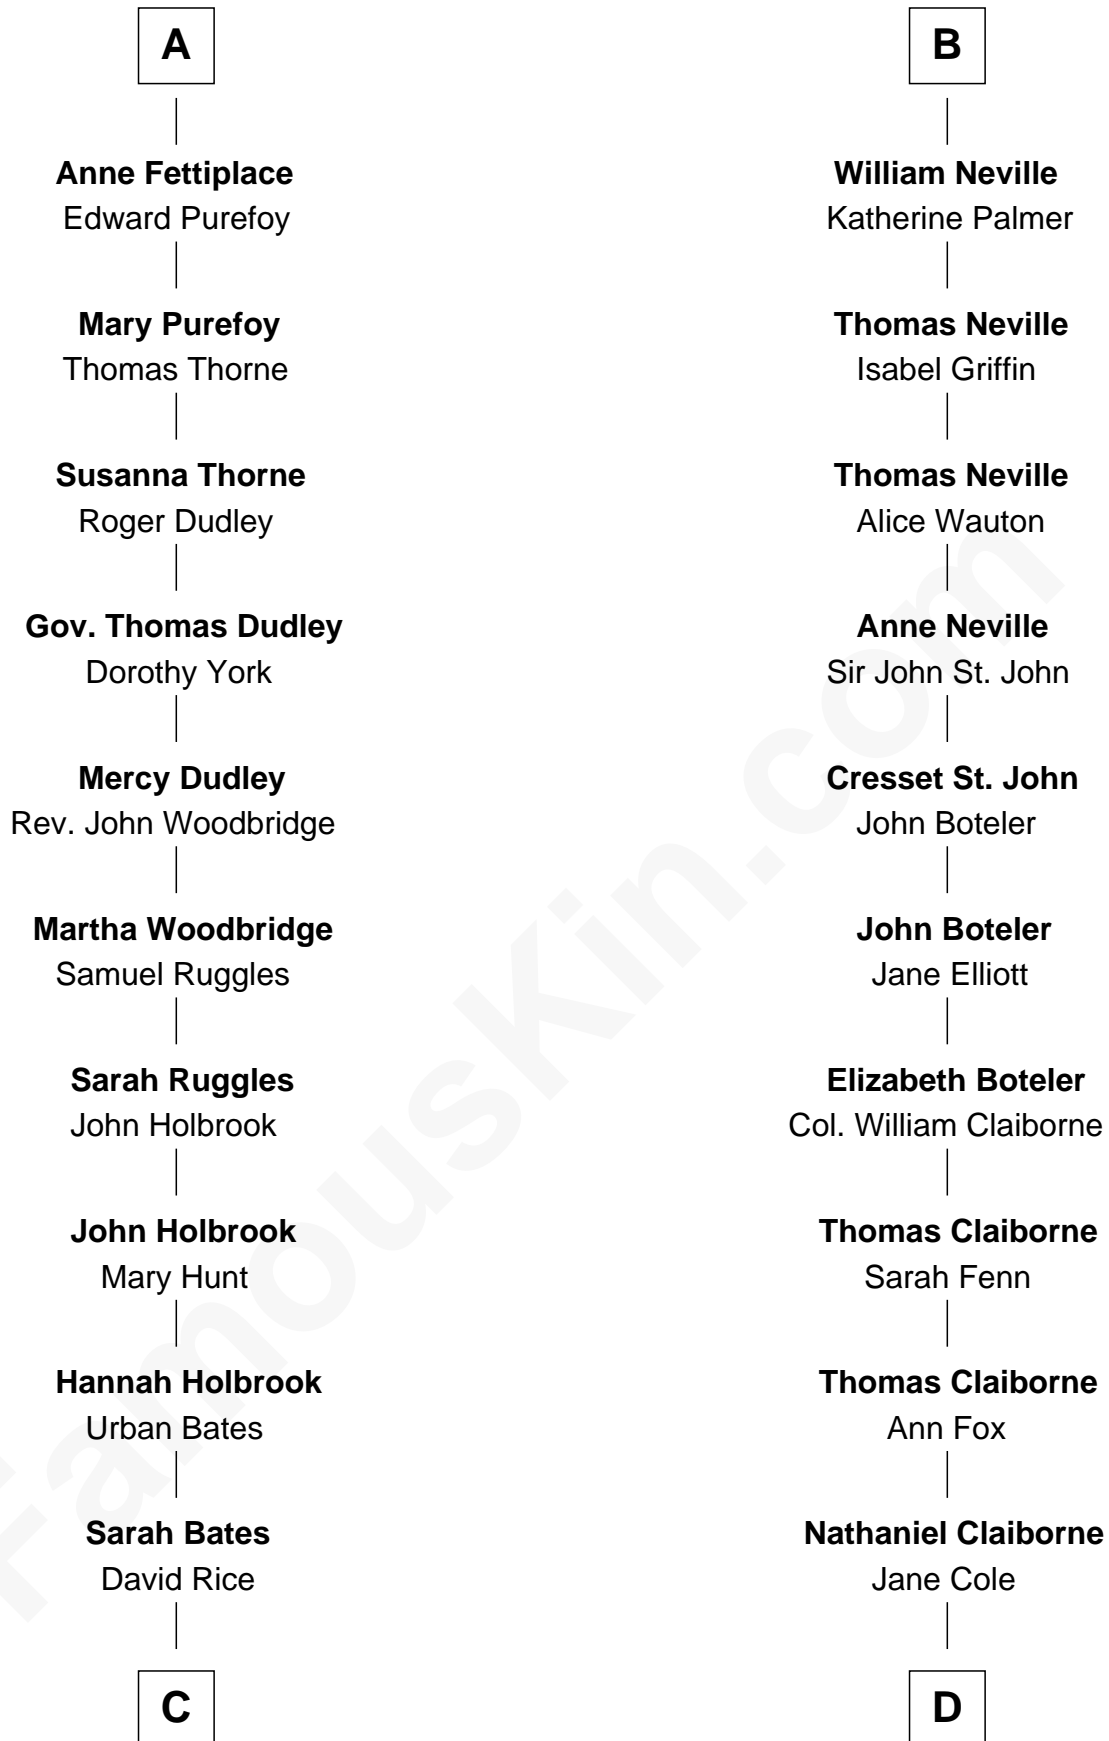 A
Anne Fettiplace
Edward Purefoy
Mary Purefoy
Thomas Thorne
Susanna Thorne
Roger Dudley
Gov. Thomas Dudley
Dorothy York
Mercy Dudley
Rev. John Woodbridge
Martha Woodbridge
Samuel Ruggles
Sarah Ruggles
John Holbrook
John Holbrook
Mary Hunt
Hannah Holbrook
Urban Bates
Sarah Bates
David Rice
C
B
William Neville
Katherine Palmer
Thomas Neville
Isabel Griffin
Thomas Neville
Alice Wauton
Anne Neville
Sir John St. John
Cresset St. John
John Boteler
John Boteler
Jane Elliott
Elizabeth Boteler
Col. William Claiborne
Thomas Claiborne
Sarah Fenn
Thomas Claiborne
Ann Fox
Nathaniel Claiborne
Jane Cole
D
FamousKin.com